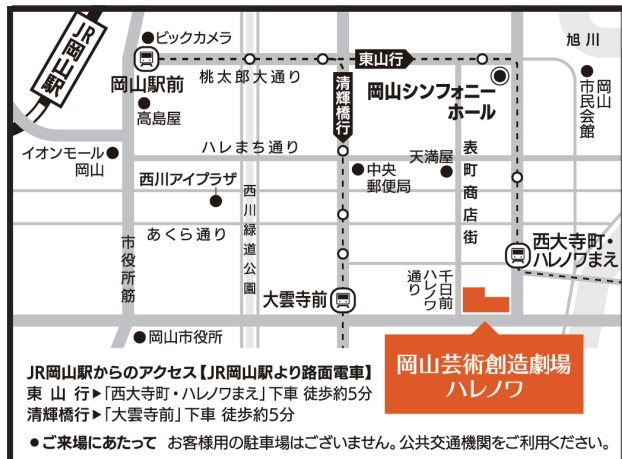 JR岡山駅
ビックカメラ
岡山駅前
桃太郎大通り
東山行
清輝橋行
岡山シンフォニー
ホール
旭川
岡山
市民会館
高島屋
イオンモール
岡山
ハレまち通り
中央
郵便局
天満屋
表町商店街
西川アイプラザ
あくら通り
西川緑道公園
市役所筋
大雲寺前
千日前
ハレノワ
通り
西大寺町・
ハレノワまえ
岡山市役所
岡山芸術創造劇場
ハレノワ
JR岡山駅からのアクセス【JR岡山駅より路面電車】
東 山 行▶「西大寺町・ハレノワまえ」下車 徒歩約5分
清輝橋行▶「大雲寺前」下車 徒歩約5分
●ご来場にあたって お客様用の駐車場はございません。公共交通機関をご利用ください。